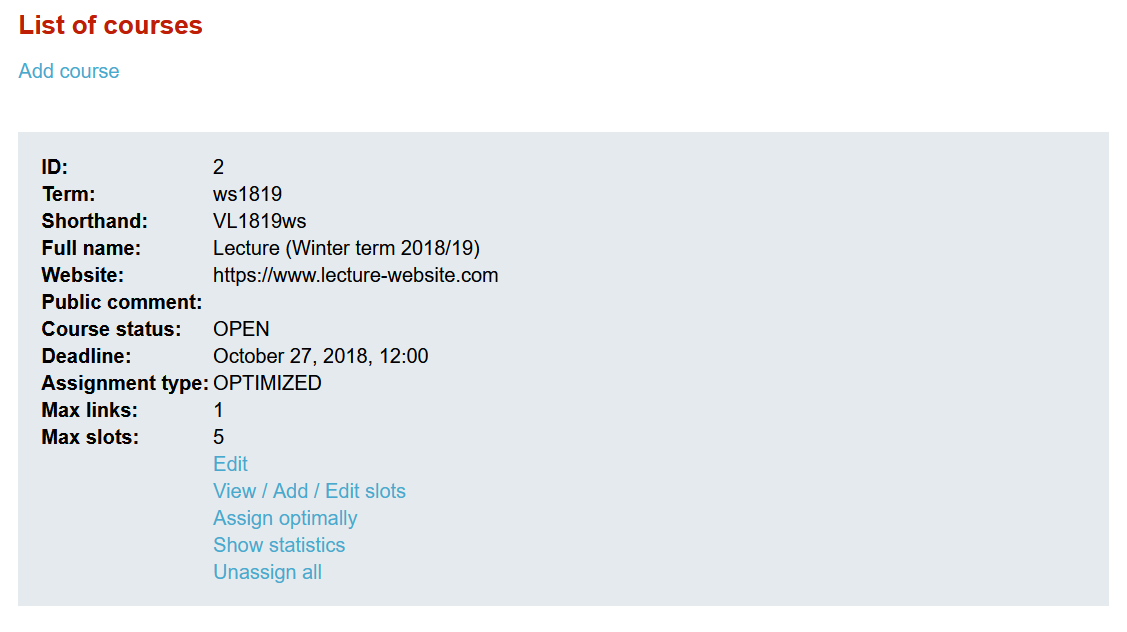 List of courses
Add course
ID: 2
Term: ws1819
Shorthand: VL1819ws
Full name: Lecture (Winter term 2018/19)
Website: https://www.lecture-website.com
Public comment:
Course status: OPEN
Deadline: October 27, 2018, 12:00
Assignment type: OPTIMIZED
Max links: 1
Max slots: 5
Edit
View / Add / Edit slots
Assign optimally
Show statistics
Unassign all